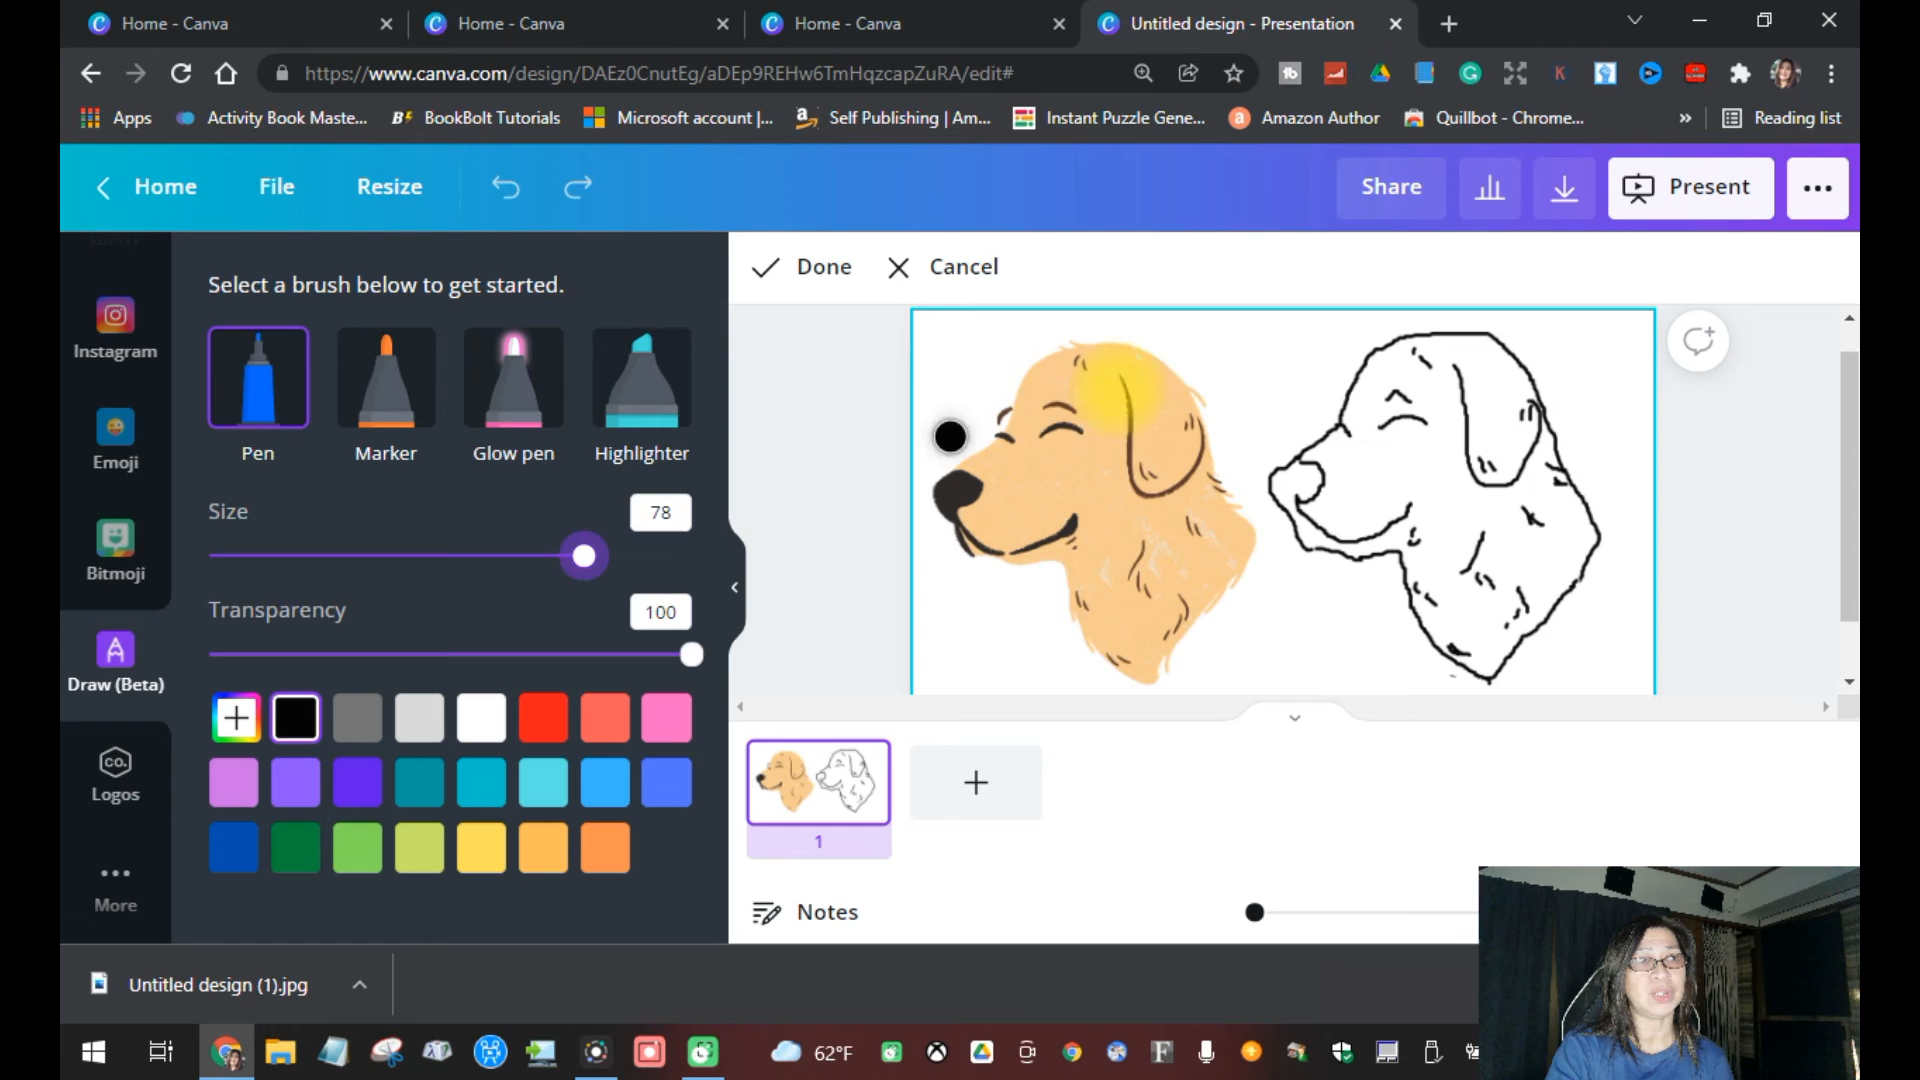 Home - Canva
Home - Canva
Home - Canva
Untitled design - Presentation
https://www.canva.com/design/DAEz0CnutEg/aDEp9REHw6TmHqzcapZuRA/edit#
Apps
Activity Book Maste...
BookBolt Tutorials
Microsoft account |...
Self Publishing | Am...
Instant Puzzle Gene...
Amazon Author
Quillbot - Chrome...
Reading list
Home
File
Resize
Share
Present
Select a brush below to get started.
Done
Cancel
Instagram
Pen
Marker
Glow pen
Highlighter
Emoji
Size
78
Bitmoji
Transparency
100
Draw (Beta)
CO.
Logos
1
More
Notes
Untitled design (1).jpg
62°F